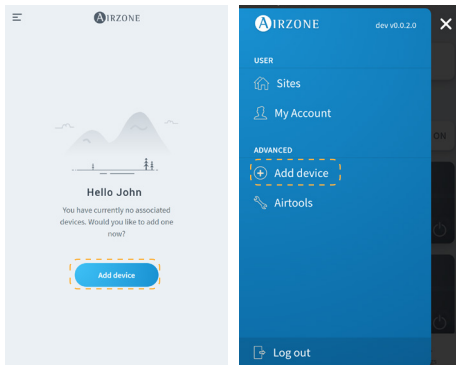 AIRZONE
Hello John
You have currently no associated
devices. Would you like to add one
now?
Add device
AIRZONE dev v0.0.2.0
USER
Sites
My Account
ADVANCED
Add device
Airtools
Log out
ON